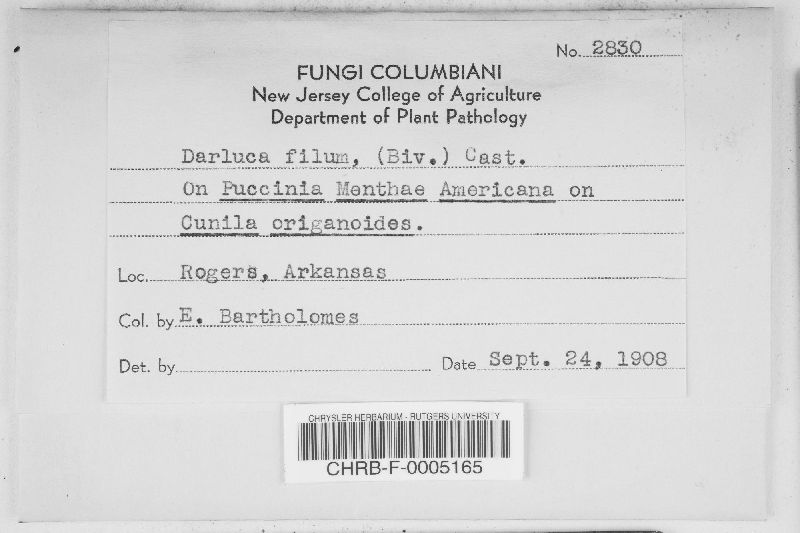 No. 2830
FUNGI COLUMBIANI
New Jersey College of Agriculture
Department of Plant Pathology
Darluca filum, (Biv.) Cast.
On Puccinia Menthae Americana on
Cunila origanoides.
Loc. Rogers, Arkansas
Col. by E. Bartholomes
Det. by
Date Sept. 24, 1908
CHRYSLER HERBARIUM - RUTGERS UNIVERSITY
CHRB-F-0005165